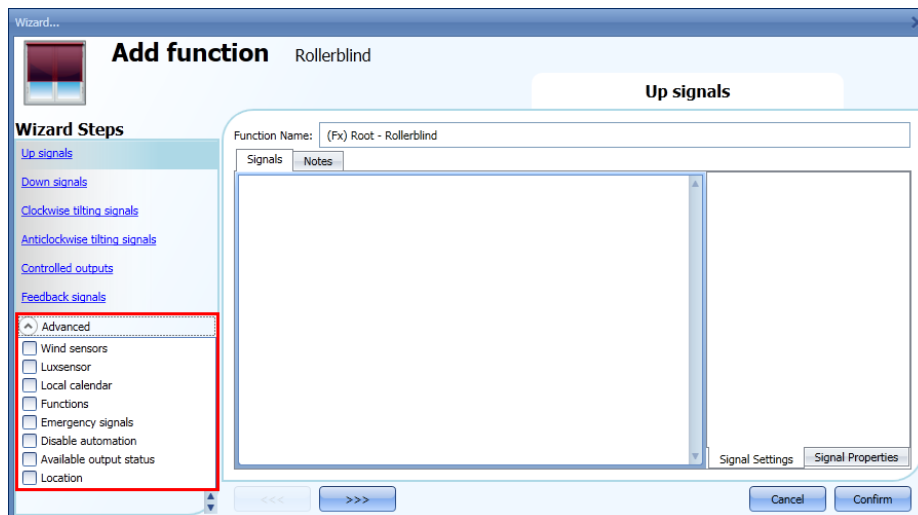 Wizard...
Add function Rollerblind
Up signals
Wizard Steps
Up signals
Down signals
Clockwise tilting signals
Anticlockwise tilting signals
Controlled outputs
Feedback signals
Advanced
Wind sensors
Luxsensor
Local calendar
Functions
Emergency signals
Disable automation
Available output status
Location
Function Name: (Fx) Root - Rollerblind
Signals Notes
Signal Settings Signal Properties
<<< >>> Cancel Confirm